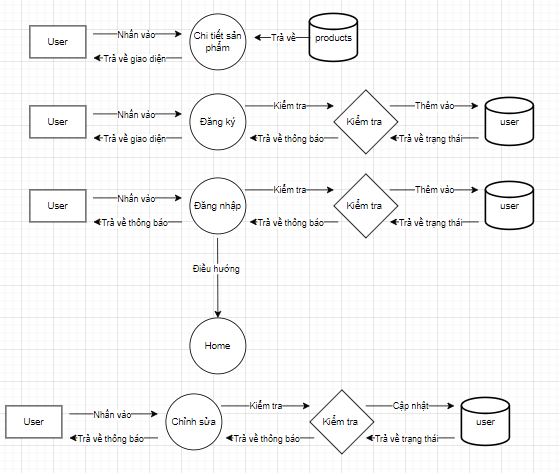 Nhấn vào
User
Trả về giao diện
Chi tiết sản
phẩm
Trả về
products
Nhấn vào
User
Trả về giao diện
Đăng ký
Kiểm tra
Trả về thông báo
Kiểm tra
Thêm vào
Trả về trạng thái
user
Nhấn vào
User
Trả về thông báo
Đăng nhập
Kiểm tra
Trả về thông báo
Kiểm tra
Thêm vào
Trả về trạng thái
user
Điều hướng
Home
Nhấn vào
User
Trả về thông báo
Chỉnh sửa
Kiểm tra
Trả về thông báo
Kiểm tra
Cập nhật
Trả về trạng thái
user